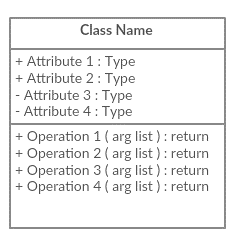 Class Name
+ Attribute 1 : Type
+ Attribute 2 : Type
- Attribute 3 : Type
- Attribute 4 : Type
+ Operation 1 ( arg list ) : return
+ Operation 2 ( arg list ) : return
+ Operation 3 ( arg list ) : return
+ Operation 4 ( arg list ) : return